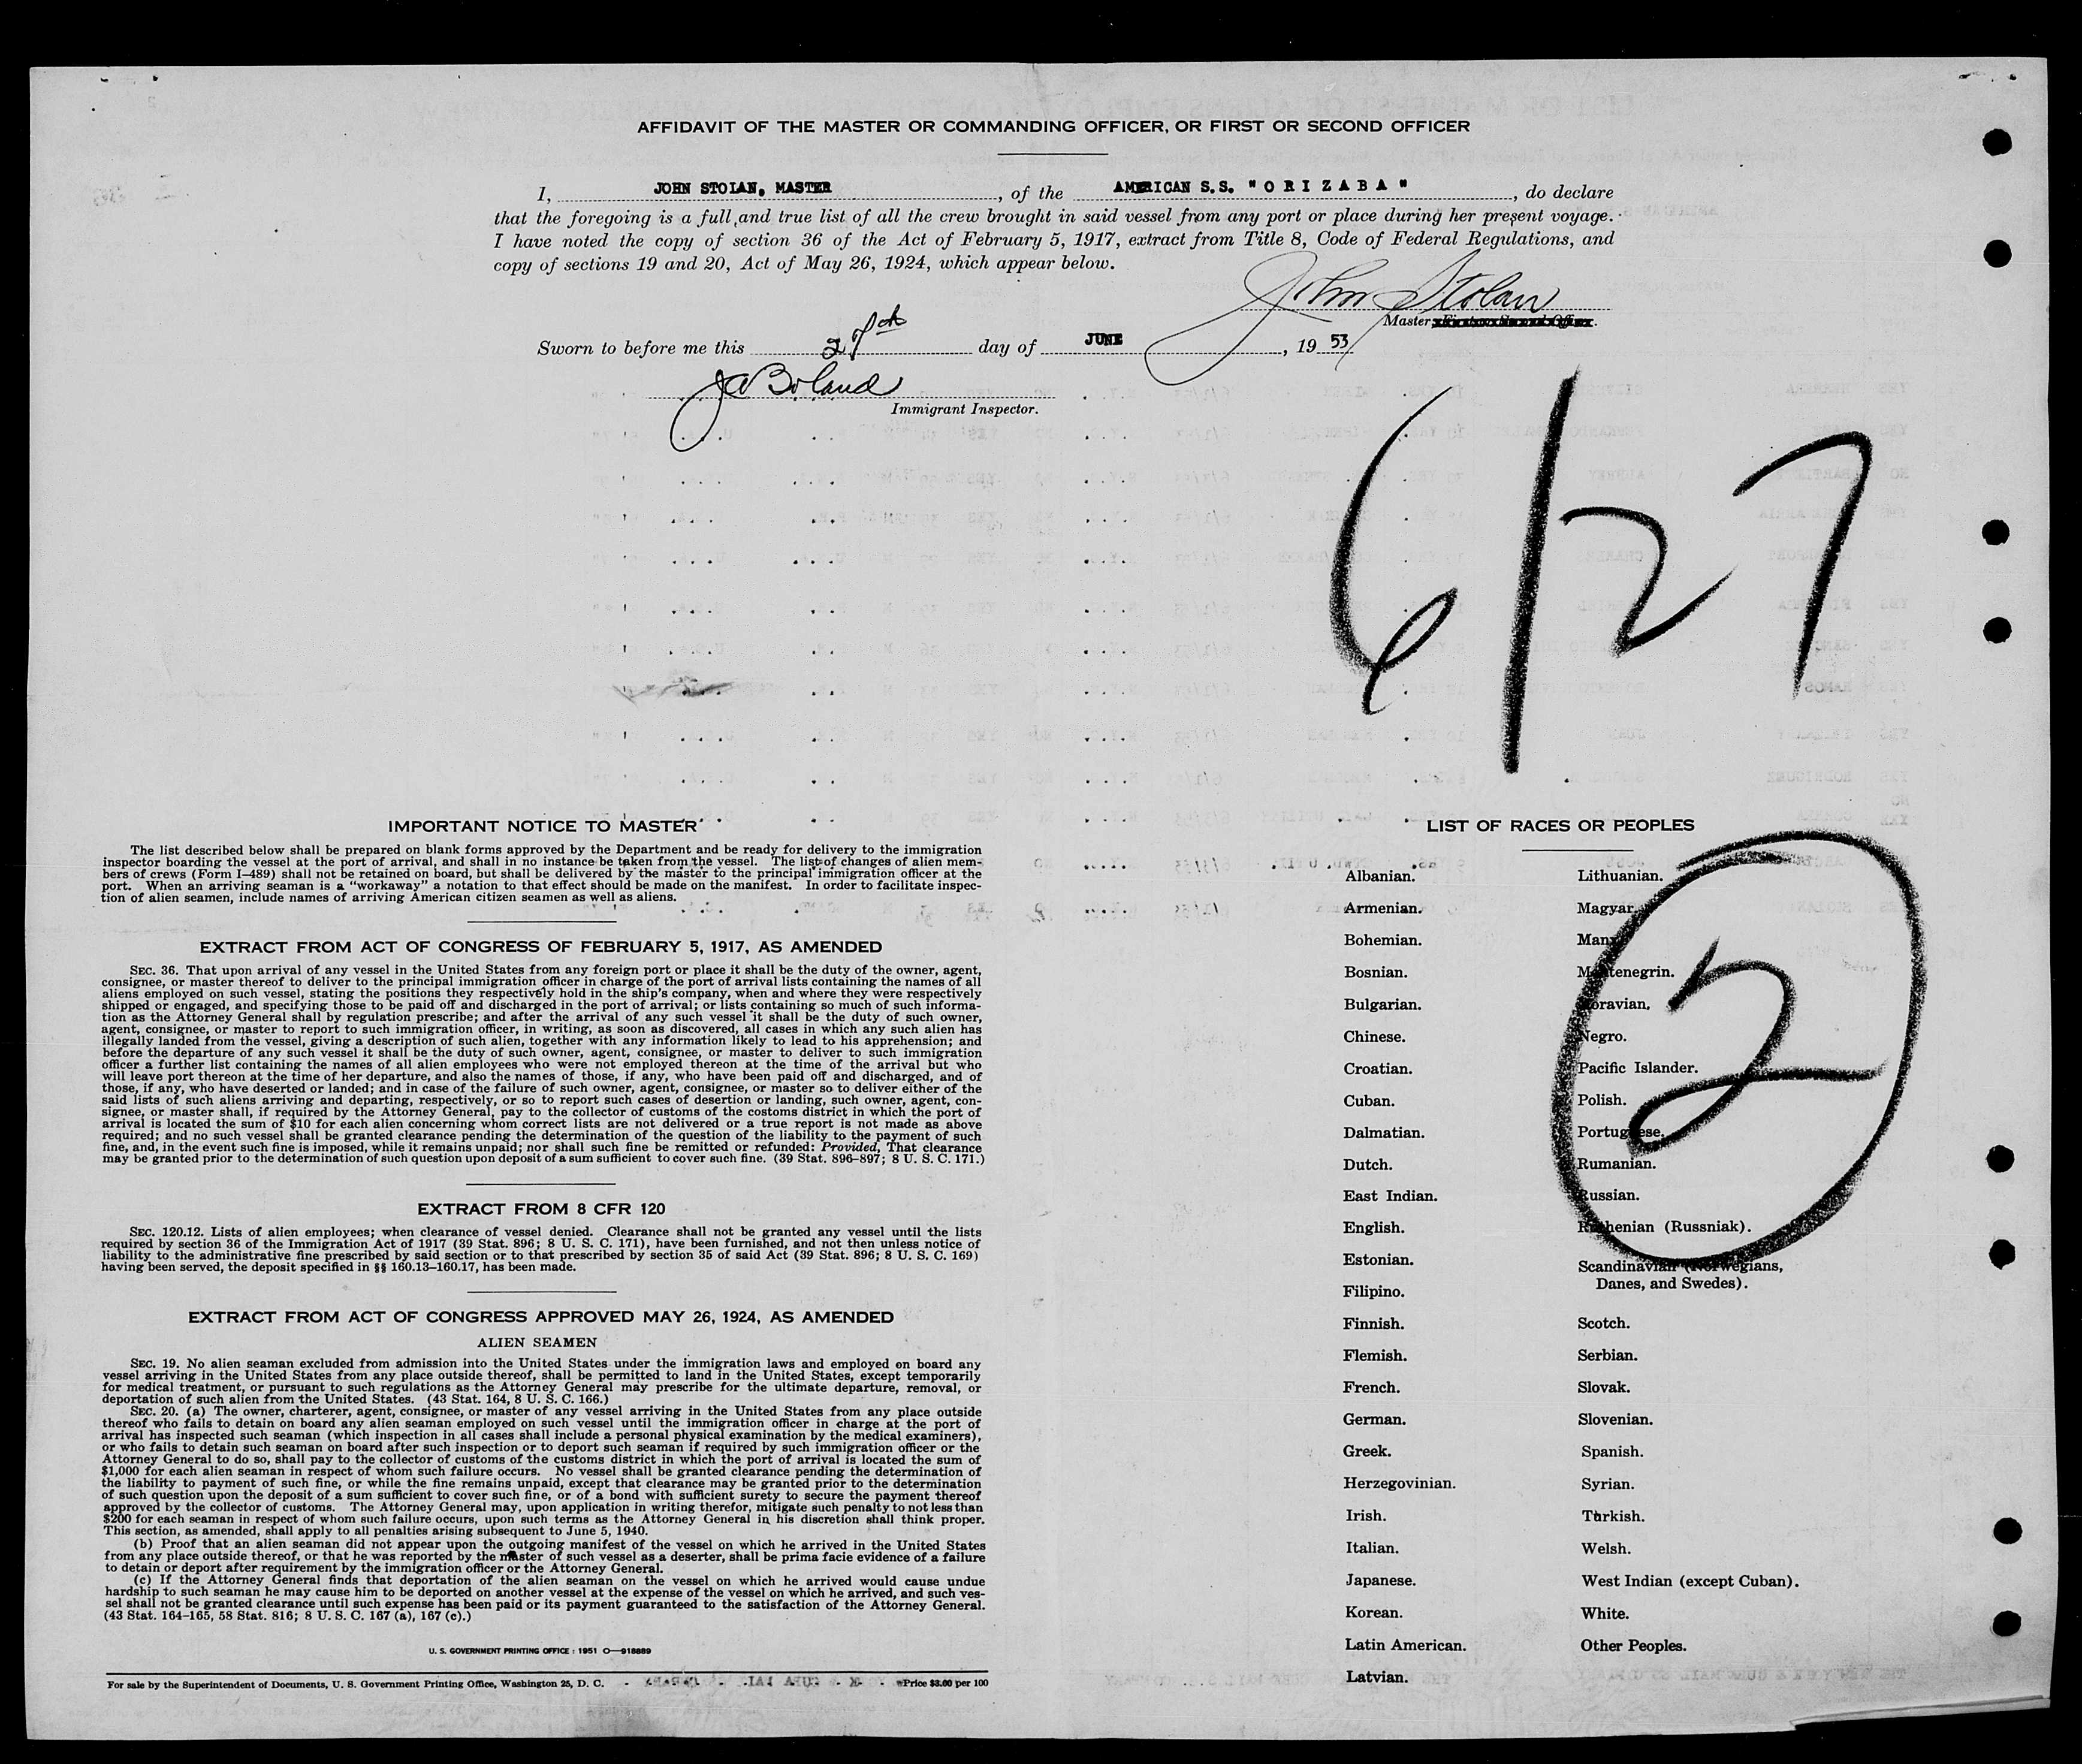 AFFIDAVIT OF THE MASTER OR COMMANDING OFFICER, OR FIRST OR SECOND OFFICER
I, JOHN STOLAN, MASTER, of the AMERICAN S.S. "O R I Z A B A", do declare
that the foregoing is a full and true list of all the crew brought in said vessel from any port or place during her present voyage.
I have noted the copy of section 36 of the Act of February 5, 1917, extract from Title 8, Code of Federal Regulations, and
copy of sections 19 and 20, Act of May 26, 1924, which appear below.
John Stolan
Master
Sworn to before me this 27th day of JUNE, 19 53
J A Boland
Immigrant Inspector.
6/27
IMPORTANT NOTICE TO MASTER
The list described below shall be prepared on blank forms approved by the Department and be ready for delivery to the immigration
inspector boarding the vessel at the port of arrival, and shall in no instance be taken from the vessel. The list of changes of alien mem-
bers of crews (Form I-489) shall not be retained on board, but shall be delivered by the master to the principal immigration officer at the
port. When an arriving seaman is a "workaway" a notation to that effect should be made on the manifest. In order to facilitate inspec-
tion of alien seamen, include names of arriving American citizen seamen as well as aliens.
EXTRACT FROM ACT OF CONGRESS OF FEBRUARY 5, 1917, AS AMENDED
SEC. 36. That upon arrival of any vessel in the United States from any foreign port or place it shall be the duty of the owner, agent,
consignee, or master thereof to deliver to the principal immigration officer in charge of the port of arrival lists containing the names of all
aliens employed on such vessel, stating the positions they respectively hold in the ship's company, when and where they were respectively
shipped or engaged, and specifying those to be paid off and discharged in the port of arrival; or lists containing so much of such informa-
tion as the Attorney General shall by regulation prescribe; and after the arrival of any such vessel it shall be the duty of such owner,
agent, consignee, or master to report to such immigration officer, in writing, as soon as discovered, all cases in which any such alien has
illegally landed from the vessel, giving a description of such alien, together with any information likely to lead to his apprehension; and
before the departure of any such vessel it shall be the duty of such owner, agent, consignee, or master to deliver to such immigration
officer a further list containing the names of all alien employees who were not employed thereon at the time of the arrival but who
will leave port thereon at the time of her departure, and also the names of those, if any, who have been paid off and discharged, and of
those, if any, who have deserted or landed; and in case of the failure of such owner, agent, consignee, or master so to deliver either of the
said lists of such aliens arriving and departing, respectively, or so to report such cases of desertion or landing, such owner, agent, con-
signee, or master shall, if required by the Attorney General, pay to the collector of customs of the costoms district in which the port of
arrival is located the sum of $10 for each alien concerning whom correct lists are not delivered or a true report is not made as above
required; and no such vessel shall be granted clearance pending the determination of the question of the liability to the payment of such
fine, and, in the event such fine is imposed, while it remains unpaid; nor shall such fine be remitted or refunded: Provided, That clearance
may be granted prior to the determination of such question upon deposit of a sum sufficient to cover such fine. (39 Stat. 896-897; 8 U. S. C. 171.)
EXTRACT FROM 8 CFR 120
SEC. 120.12. Lists of alien employees; when clearance of vessel denied. Clearance shall not be granted any vessel until the lists
required by section 36 of the Immigration Act of 1917 (39 Stat. 896; 8 U. S. C. 171), have been furnished, and not then unless notice of
liability to the administrative fine prescribed by said section or to that prescribed by section 35 of said Act (39 Stat. 896; 8 U. S. C. 169)
having been served, the deposit specified in §§ 160.13-160.17, has been made.
EXTRACT FROM ACT OF CONGRESS APPROVED MAY 26, 1924, AS AMENDED
ALIEN SEAMEN
SEC. 19. No alien seaman excluded from admission into the United States under the immigration laws and employed on board any
vessel arriving in the United States from any place outside thereof, shall be permitted to land in the United States, except temporarily
for medical treatment, or pursuant to such regulations as the Attorney General may prescribe for the ultimate departure, removal, or
deportation of such alien from the United States. (43 Stat. 164, 8 U. S. C. 166.)
SEC. 20. (a) The owner, charterer, agent, consignee, or master of any vessel arriving in the United States from any place outside
thereof who fails to detain on board any alien seaman employed on such vessel until the immigration officer in charge at the port of
arrival has inspected such seaman (which inspection in all cases shall include a personal physical examination by the medical examiners),
or who fails to detain such seaman on board after such inspection or to deport such seaman if required by such immigration officer or the
Attorney General to do so, shall pay to the collector of customs of the customs district in which the port of arrival is located the sum of
$1,000 for each alien seaman in respect of whom such failure occurs. No vessel shall be granted clearance pending the determination of
the liability to payment of such fine, or while the fine remains unpaid, except that clearance may be granted prior to the determination
of such question upon the deposit of a sum sufficient to cover such fine, or of a bond with sufficient surety to secure the payment thereof
approved by the collector of customs. The Attorney General may, upon application in writing therefor, mitigate such penalty to not less than
$200 for each seaman in respect of whom such failure occurs, upon such terms as the Attorney General in his discretion shall think proper.
This section, as amended, shall apply to all penalties arising subsequent to June 5, 1940.
(b) Proof that an alien seaman did not appear upon the outgoing manifest of the vessel on which he arrived in the United States
from any place outside thereof, or that he was reported by the master of such vessel as a deserter, shall be prima facie evidence of a failure
to detain or deport after requirement by the immigration officer or the Attorney General.
(c) If the Attorney General finds that deportation of the alien seaman on the vessel on which he arrived would cause undue
hardship to such seaman he may cause him to be deported on another vessel at the expense of the vessel on which he arrived, and such ves-
sel shall not be granted clearance until such expense has been paid or its payment guaranteed to the satisfaction of the Attorney General.
(43 Stat. 164-165, 58 Stat. 816; 8 U. S. C. 167 (a), 167 (c).)
U. S. GOVERNMENT PRINTING OFFICE : 1951 O—918889
For sale by the Superintendent of Documents, U. S. Government Printing Office, Washington 25, D. C. - Price $3.00 per 100
LIST OF RACES OR PEOPLES
Albanian.
Armenian.
Bohemian.
Bosnian.
Bulgarian.
Chinese.
Croatian.
Cuban.
Dalmatian.
Dutch.
East Indian.
English.
Estonian.
Filipino.
Finnish.
Flemish.
French.
German.
Greek.
Herzegovinian.
Irish.
Italian.
Japanese.
Korean.
Latin American.
Latvian.
Lithuanian.
Magyar.
Manx.
Montenegrin.
Moravian.
Negro.
Pacific Islander.
Polish.
Portuguese.
Rumanian.
Russian.
Ruthenian (Russniak).
Scandinavian (Norwegians,
Danes, and Swedes).
Scotch.
Serbian.
Slovak.
Slovenian.
Spanish.
Syrian.
Turkish.
Welsh.
West Indian (except Cuban).
White.
Other Peoples.
2